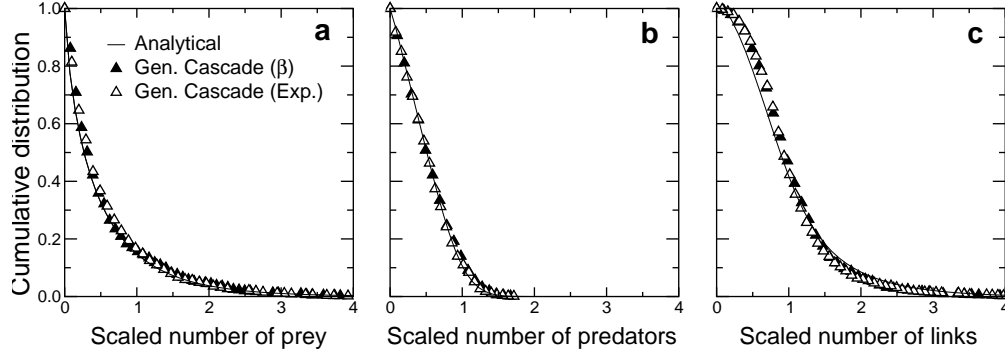 Cumulative distribution
1.0
0.8
0.6
0.4
0.2
0.0
a
Analytical
Gen. Cascade (β)
Gen. Cascade (Exp.)
0 1 2 3 4
Scaled number of prey
b
0 1 2 3 4
Scaled number of predators
c
0 1 2 3 4
Scaled number of links